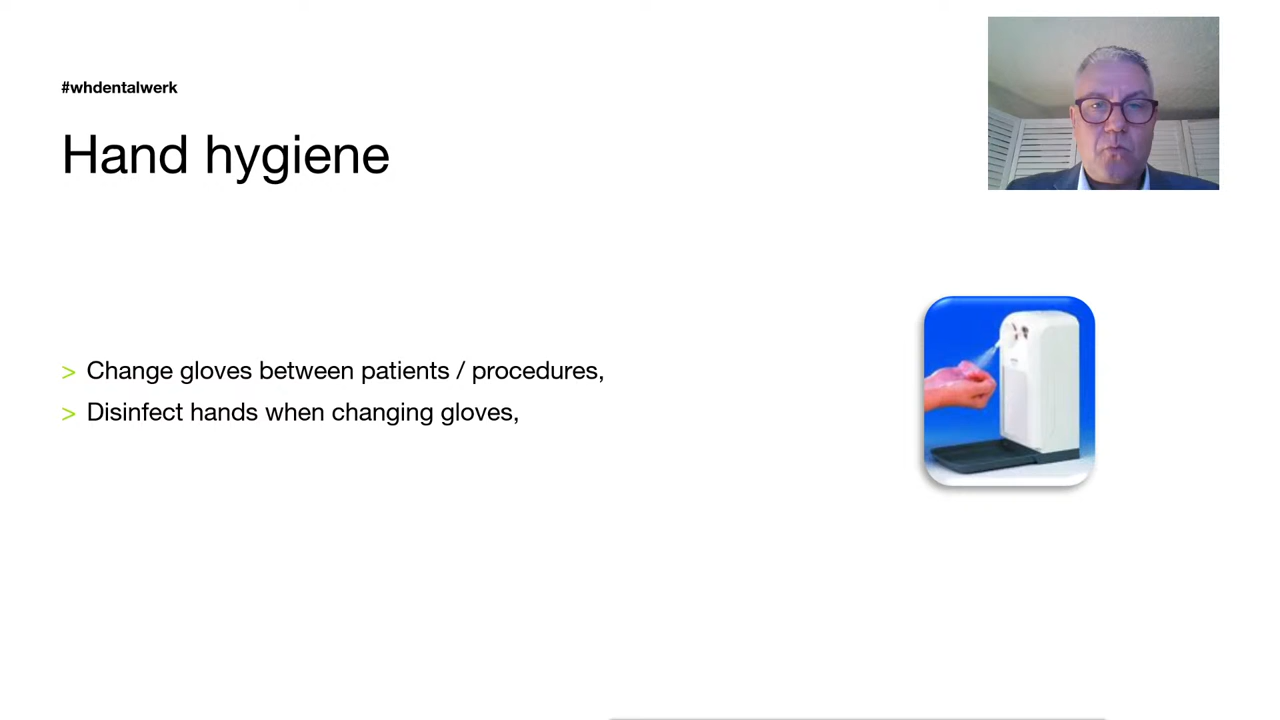 #whdentalwerk
Hand hygiene
> Change gloves between patients / procedures,
> Disinfect hands when changing gloves,